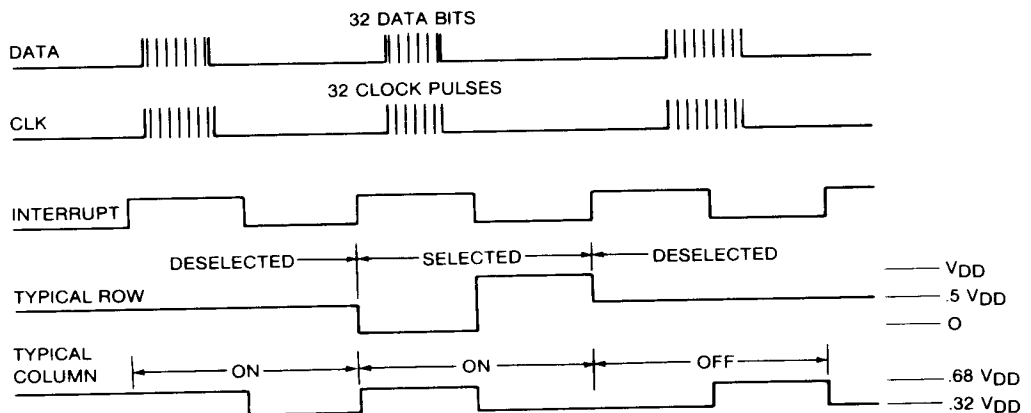 32 DATA BITS
DATA
32 CLOCK PULSES
CLK
INTERRUPT
DESELECTED SELECTED DESELECTED
VDD
TYPICAL ROW
.5 VDD
O
TYPICAL
COLUMN
ON ON OFF
.68 VDD
.32 VDD